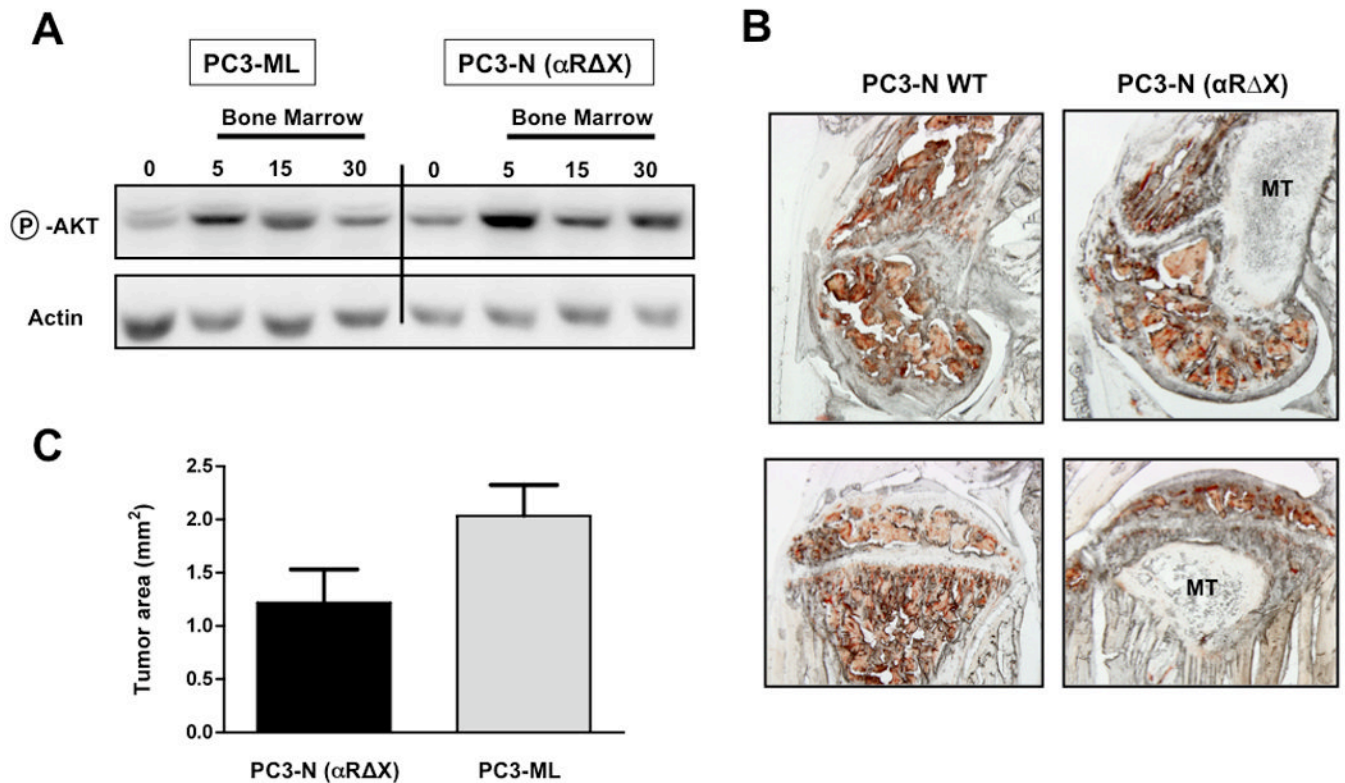 A
PC3-ML
PC3-N (αRΔX)
Bone Marrow
Bone Marrow
0 5 15 30 0 5 15 30
Ⓟ -AKT
Actin
B
PC3-N WT
PC3-N (αRΔX)
MT
MT
C
Tumor area (mm²)
2.5
2.0
1.5
1.0
0.5
0.0
PC3-N (αRΔX)
PC3-ML